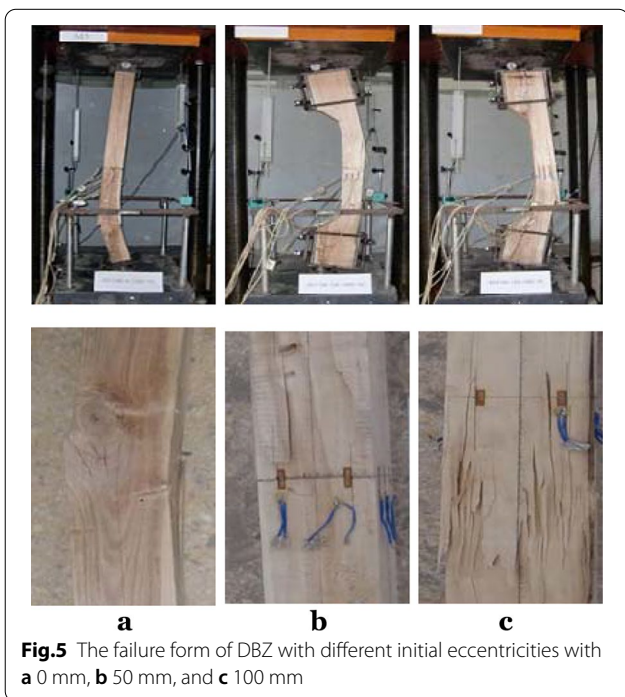 a b c
Fig.5 The failure form of DBZ with different initial eccentricities with
a 0 mm, b 50 mm, and c 100 mm